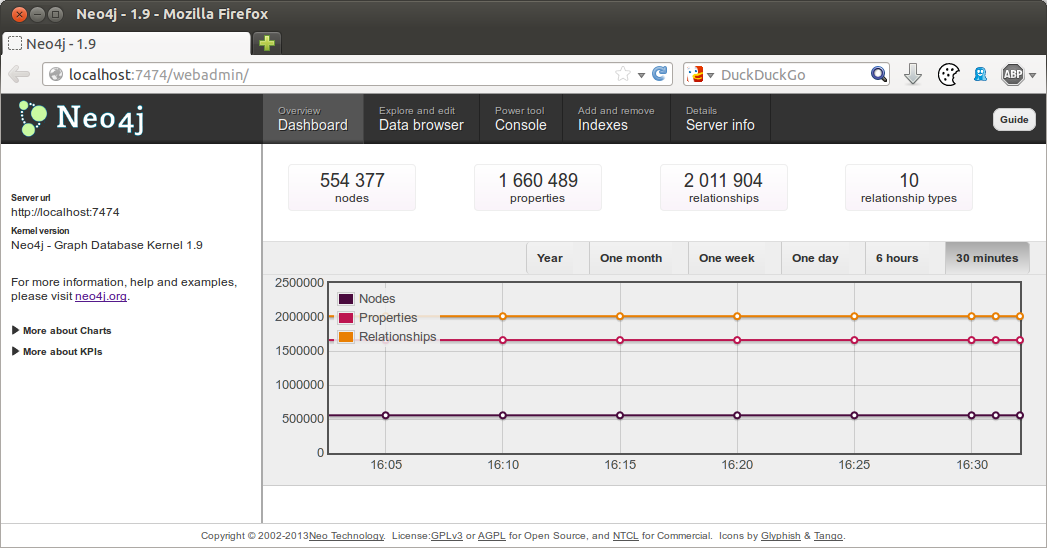 Neo4j - 1.9 - Mozilla Firefox
Neo4j - 1.9
localhost:7474/webadmin/
DuckDuckGo
ABP
Neo4j
Overview
Dashboard
Explore and edit
Data browser
Power tool
Console
Add and remove
Indexes
Details
Server info
Guide
Server url
http://localhost:7474
Kernel version
Neo4j - Graph Database Kernel 1.9
For more information, help and examples,
please visit neo4j.org.
More about Charts
More about KPIs
554 377
nodes
1 660 489
properties
2 011 904
relationships
10
relationship types
Year
One month
One week
One day
6 hours
30 minutes
2500000
2000000
1500000
1000000
500000
0
Nodes
Properties
Relationships
16:05
16:10
16:15
16:20
16:25
16:30
Copyright © 2002-2013Neo Technology. License:GPLv3 or AGPL for Open Source, and NTCL for Commercial. Icons by Glyphish & Tango.